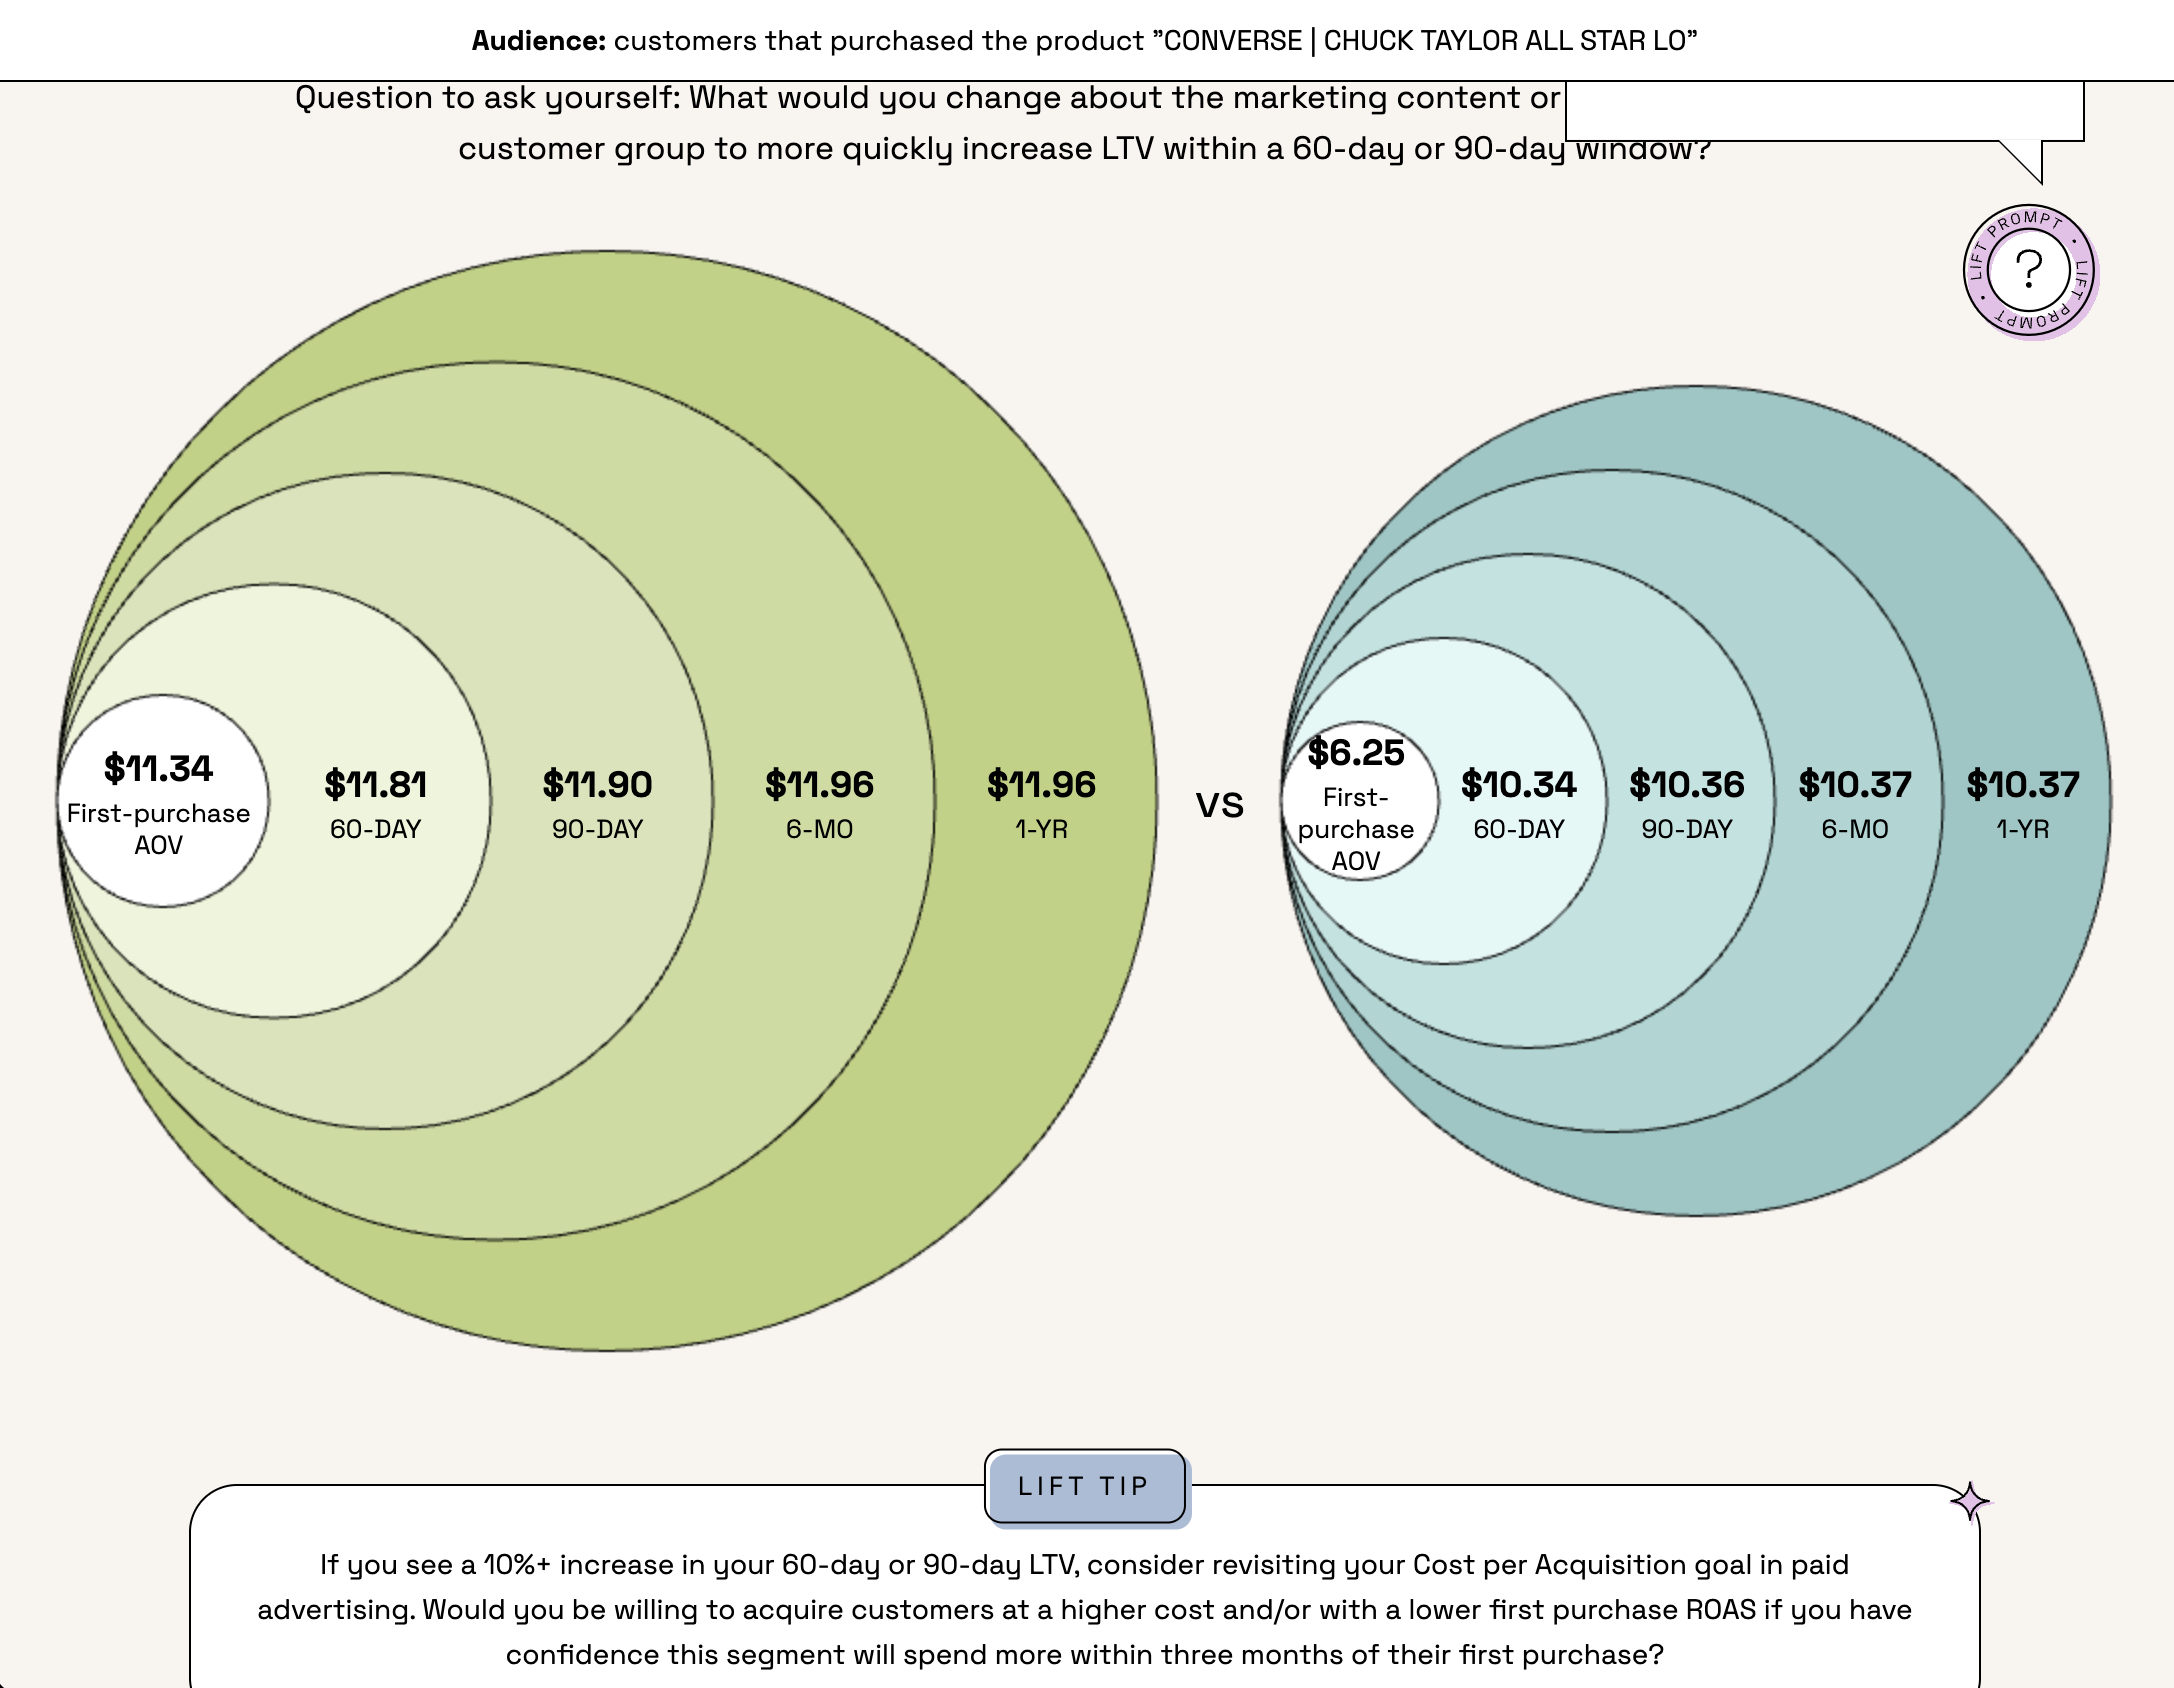 Audience: customers that purchased the product "CONVERSE | CHUCK TAYLOR ALL STAR LO"
Question to ask yourself: What would you change about the marketing content or
customer group to more quickly increase LTV within a 60-day or 90-day window?
LIFT PROMPT • LIFT PROMPT •
?
$11.34
First-purchase
AOV
$11.81
60-DAY
$11.90
90-DAY
$11.96
6-MO
$11.96
1-YR
VS
$6.25
First-
purchase
AOV
$10.34
60-DAY
$10.36
90-DAY
$10.37
6-MO
$10.37
1-YR
LIFT TIP
If you see a 10%+ increase in your 60-day or 90-day LTV, consider revisiting your Cost per Acquisition goal in paid
advertising. Would you be willing to acquire customers at a higher cost and/or with a lower first purchase ROAS if you have
confidence this segment will spend more within three months of their first purchase?